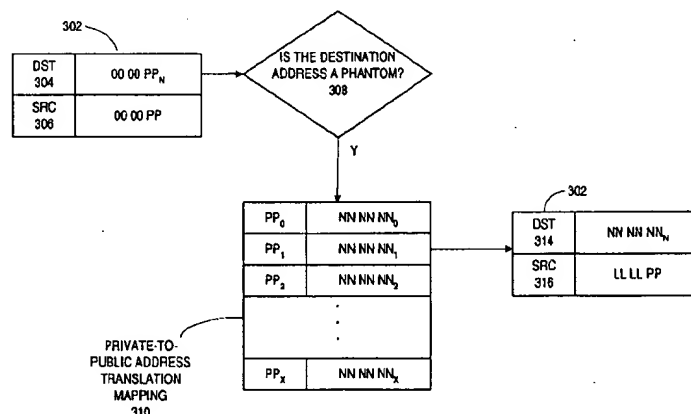 302
DST
304
00 00 PP_N
SRC
306
00 00 PP
IS THE DESTINATION
ADDRESS A PHANTOM?
308
Y
PP_0 NN NN NN_0
PP_1 NN NN NN_1
PP_2 NN NN NN_2
.
.
.
PP_X NN NN NN_X
302
DST
314
NN NN NN_N
SRC
316
LL LL PP
PRIVATE-TO-
PUBLIC ADDRESS
TRANSLATION
MAPPING
310